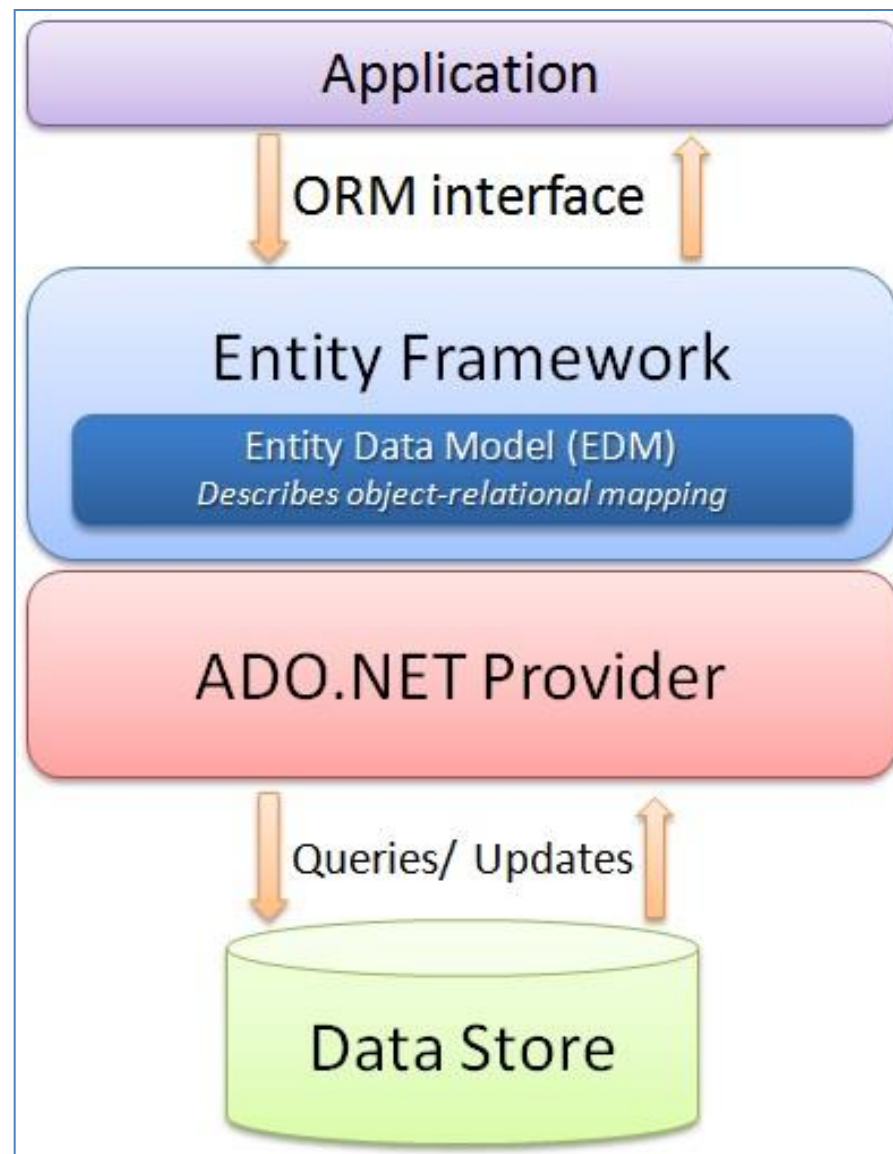 Application
ORM interface
Entity Framework
Entity Data Model (EDM)
Describes object-relational mapping
ADO.NET Provider
Queries/ Updates
Data Store